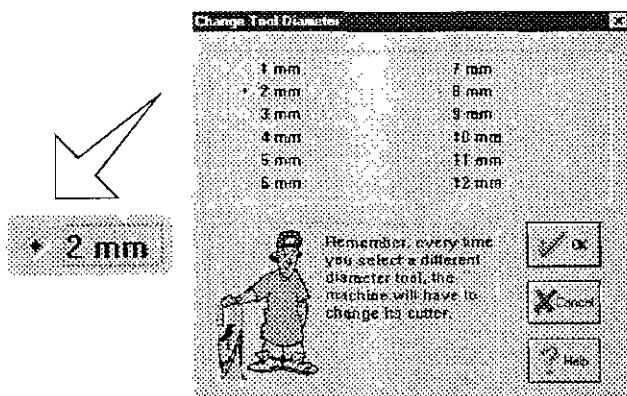 Change Tool Diameter
1 mm
2 mm
3 mm
4 mm
5 mm
6 mm
7 mm
8 mm
9 mm
10 mm
11 mm
12 mm
2 mm
Remember, every time
you select a different
diameter tool, the
machine will have to
change its cutter.
OK
Cancel
Help